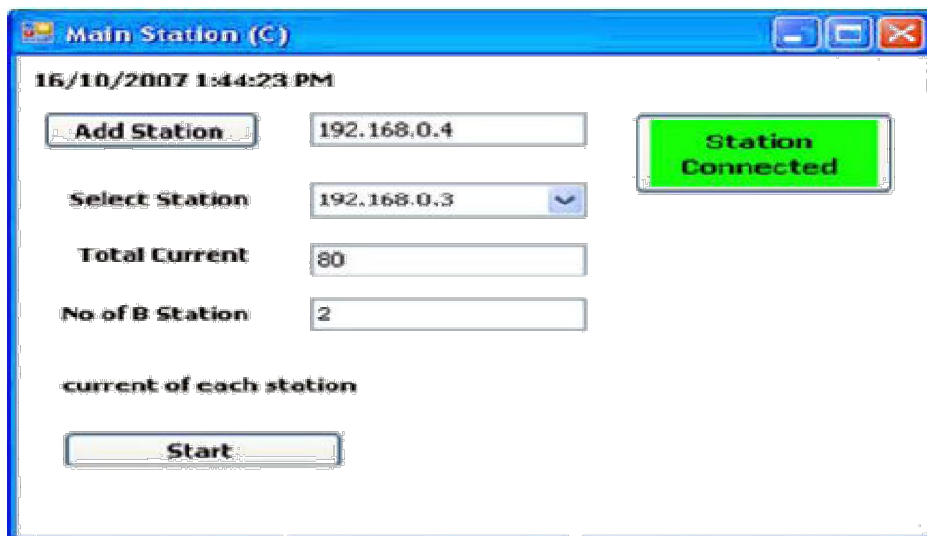 Main Station (C)
16/10/2007 1:44:23 PM
Add Station
192.168.0.4
Station
Connected
Select Station
192.168.0.3
Total Current
80
No of B Station
2
current of each station
Start